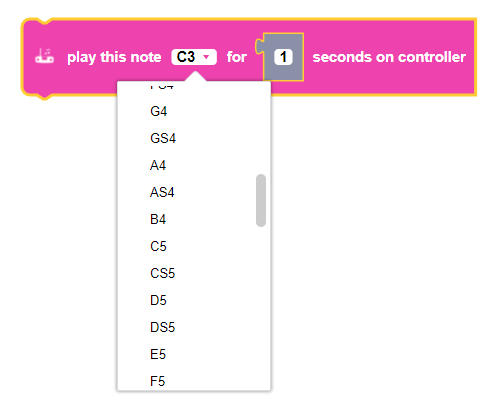 play this note C3 for 1 seconds on controller
FS4
G4
GS4
A4
AS4
B4
C5
CS5
D5
DS5
E5
F5